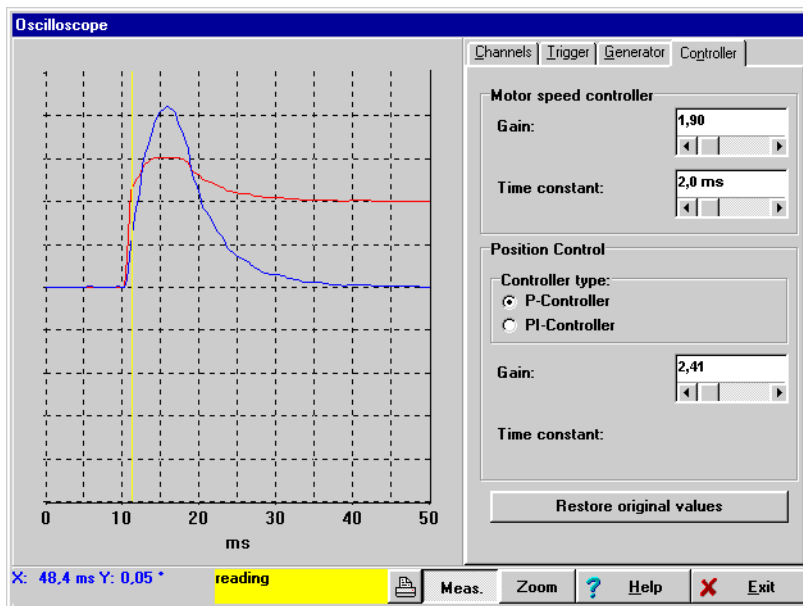 Oscilloscope
Channels Trigger Generator Controller
Motor speed controller
Gain:
1,90
Time constant:
2,0 ms
Position Control
Controller type:
P-Controller
PI-Controller
Gain:
2,41
Time constant:
Restore original values
0 10 20 30 40 50
ms
X: 48,4 ms Y: 0,05 *
reading
Meas. Zoom ? Help Exit